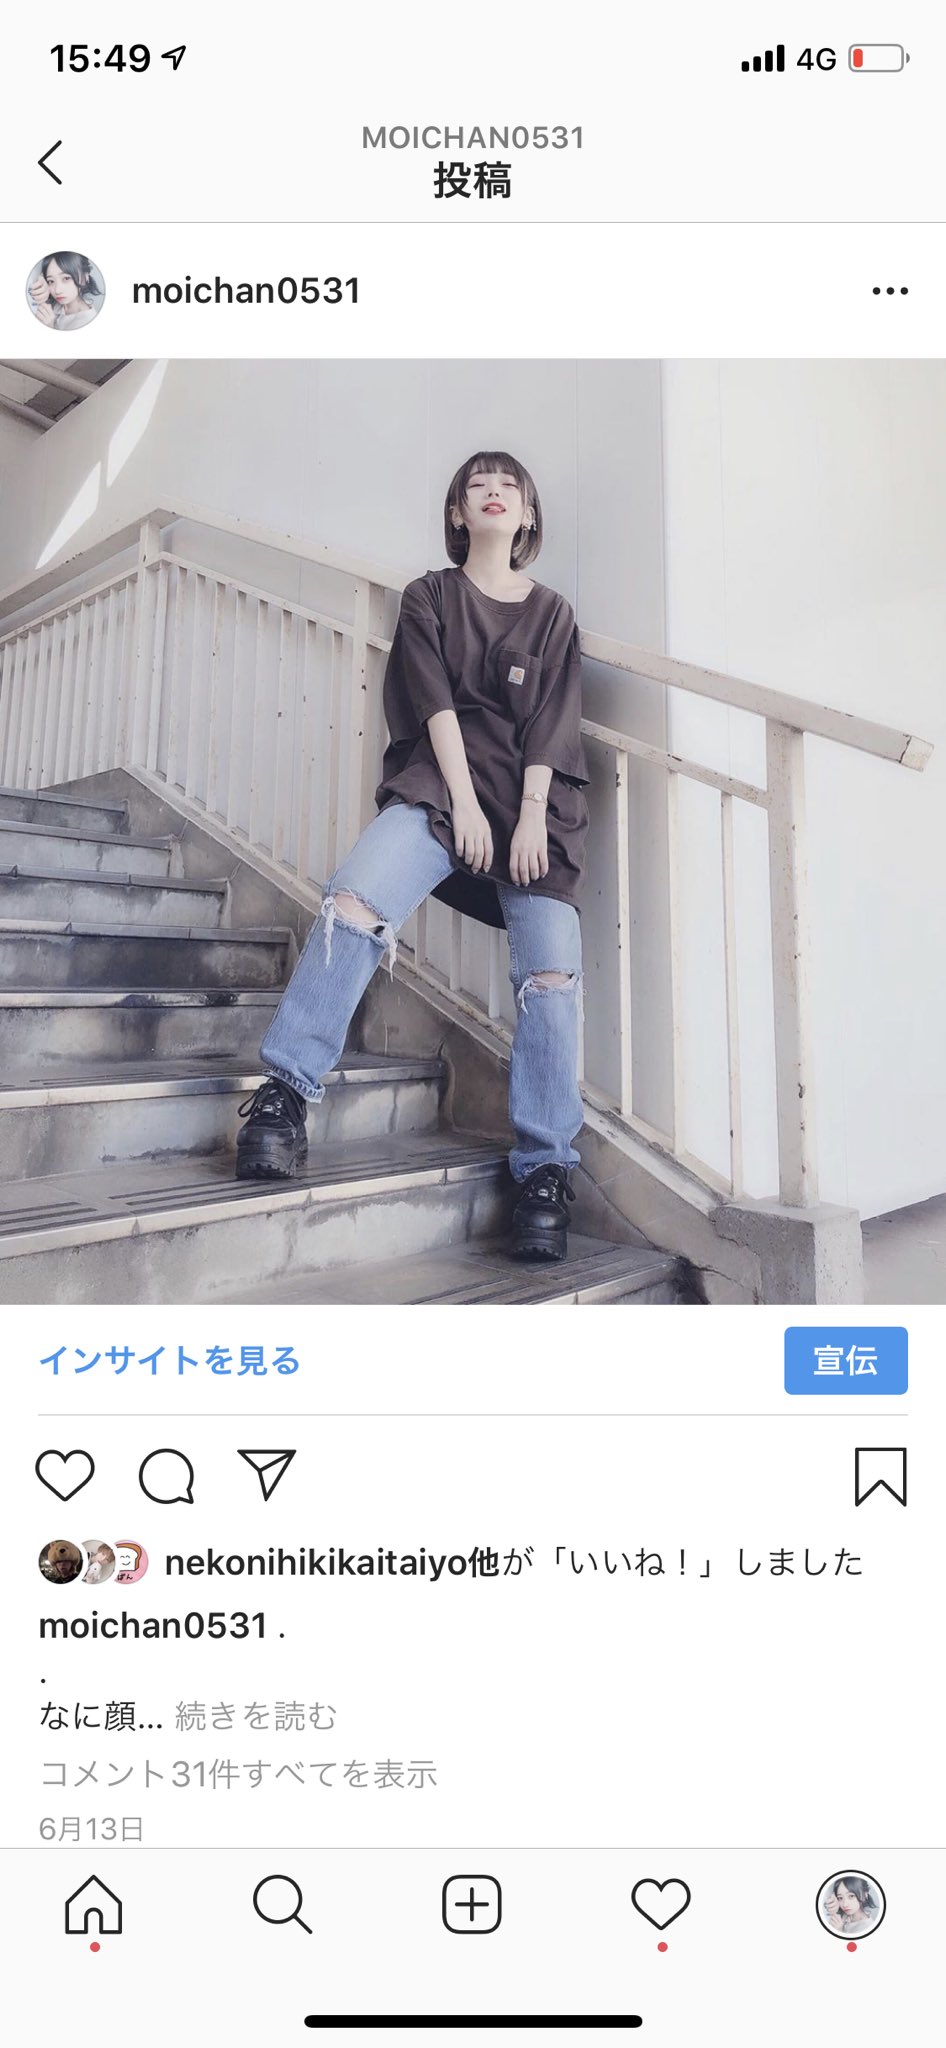 15:49 4G
MOICHAN0531
投稿
moichan0531
インサイトを見る 宣伝
nekonihikikaitaiyo他が「いいね！」しました
moichan0531 .
.
なに顔... 続きを読む
コメント31件すべてを表示
6月13日